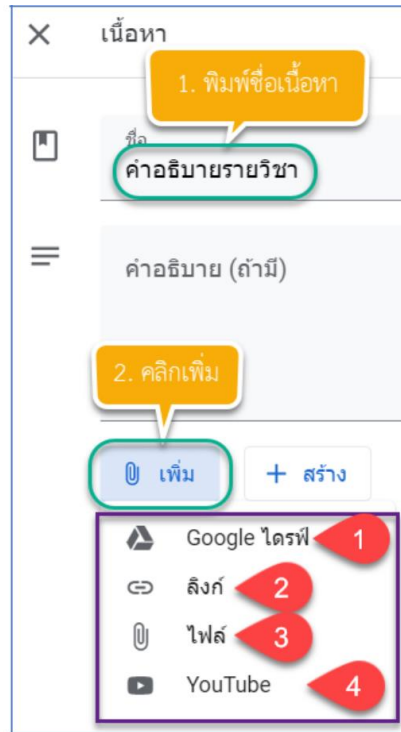 เนื้อหา
1. พิมพ์ชื่อเนื้อหา
ชื่อ
คำอธิบายรายวิชา
คำอธิบาย (ถ้ามี)
2. คลิกเพิ่ม
เพิ่ม
+ สร้าง
Google ไดรฟ์ 1
ลิงก์ 2
ไฟล์ 3
YouTube 4